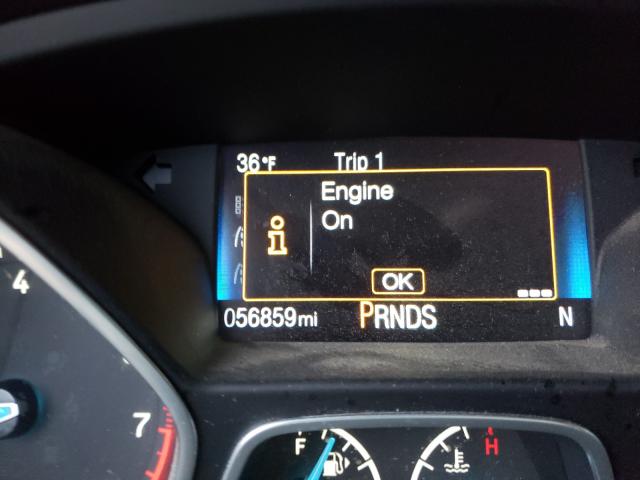 36°F Trip 1
Engine
On
i
OK
056859mi PRNDS N
4
7
F H